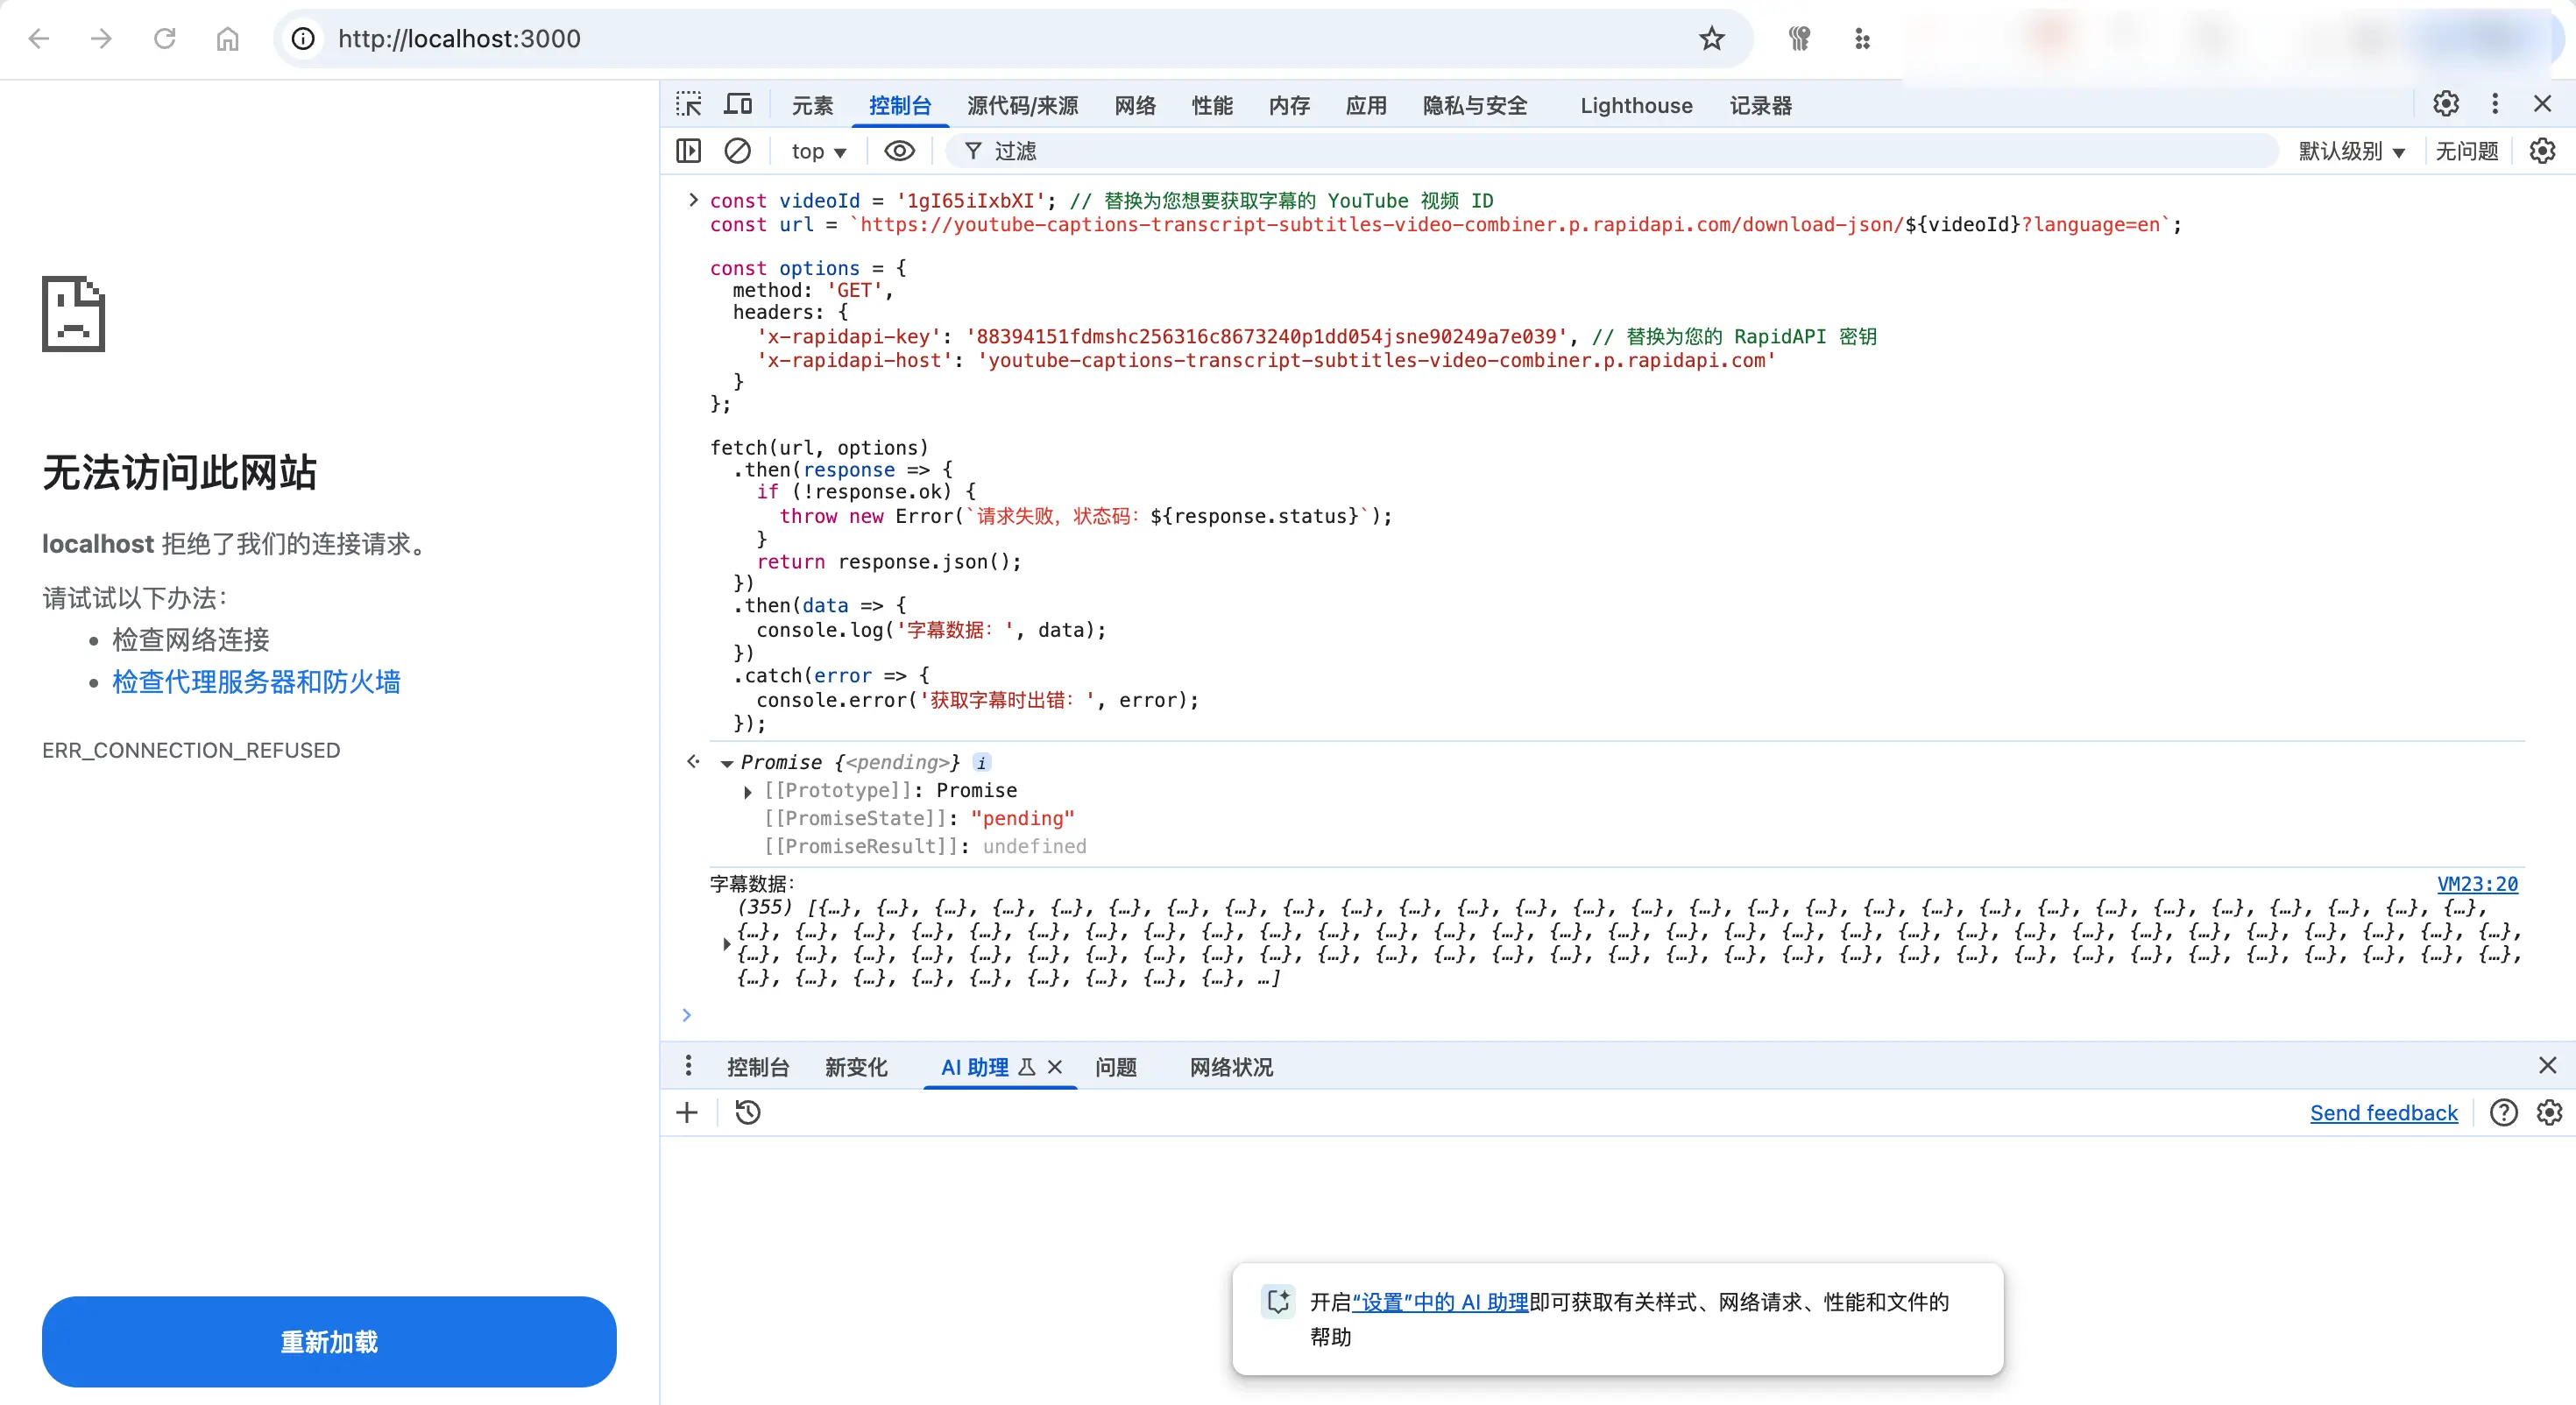 http://localhost:3000
元素 控制台 源代码/来源 网络 性能 内存 应用 隐私与安全 Lighthouse 记录器
top 过滤 默认级别 无问题
无法访问此网站
localhost 拒绝了我们的连接请求。
请试试以下办法：
检查网络连接
检查代理服务器和防火墙
ERR_CONNECTION_REFUSED
重新加载
const videoId = '1gI65iIxbXI'; // 替换为您想要获取字幕的 YouTube 视频 ID
const url = `https://youtube-captions-transcript-subtitles-video-combiner.p.rapidapi.com/download-json/${videoId}?language=en`;
const options = {
method: 'GET',
headers: {
'x-rapidapi-key': '88394151fdmshc256316c8673240p1dd054jsne90249a7e039', // 替换为您的 RapidAPI 密钥
'x-rapidapi-host': 'youtube-captions-transcript-subtitles-video-combiner.p.rapidapi.com'
}
};
fetch(url, options)
.then(response => {
if (!response.ok) {
throw new Error(`请求失败，状态码：${response.status}`);
}
return response.json();
})
.then(data => {
console.log('字幕数据：', data);
})
.catch(error => {
console.error('获取字幕时出错：', error);
});
Promise {<pending>} i
[[Prototype]]: Promise
[[PromiseState]]: "pending"
[[PromiseResult]]: undefined
字幕数据： VM23:20
(355) [{…}, {…}, {…}, {…}, {…}, {…}, {…}, {…}, {…}, {…}, {…}, {…}, {…}, {…}, {…}, {…}, {…}, {…}, {…}, {…}, {…}, {…}, {…}, {…}, {…}, {…}, {…}, {…}, {…},
{…}, {…}, {…}, {…}, {…}, {…}, {…}, {…}, {…}, {…}, {…}, {…}, {…}, {…}, {…}, {…}, {…}, {…}, {…}, {…}, {…}, {…}, {…}, {…}, {…}, {…}, {…}, {…}, {…}, {…}, {…},
{…}, {…}, {…}, {…}, {…}, {…}, {…}, {…}, {…}, {…}, {…}, {…}, {…}, {…}, {…}, {…}, {…}, {…}, {…}, {…}, {…}, {…}, {…}, {…}, {…}, {…}, {…}, {…}, {…}, {…}, {…},
{…}, {…}, {…}, {…}, {…}, {…}, {…}, {…}, {…}, …]
控制台 新变化 AI 助理 问题 网络状况
Send feedback
开启“设置”中的 AI 助理即可获取有关样式、网络请求、性能和文件的
帮助